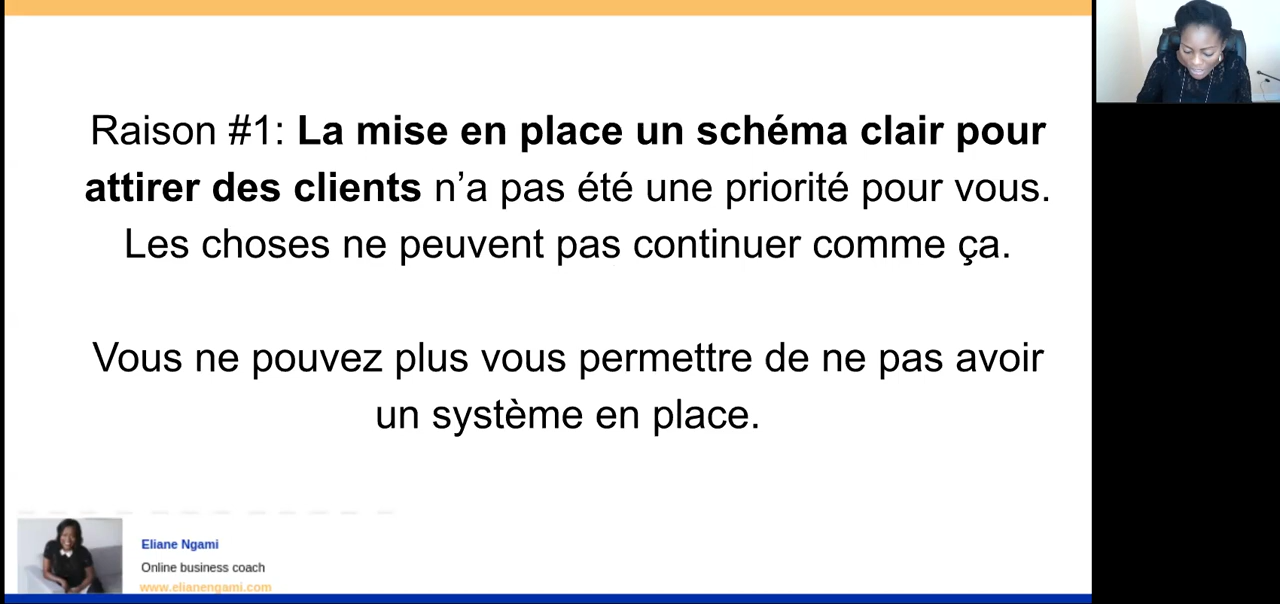 Raison #1: La mise en place un schéma clair pour
attirer des clients n’a pas été une priorité pour vous.
Les choses ne peuvent pas continuer comme ça.
Vous ne pouvez plus vous permettre de ne pas avoir
un système en place.
Eliane Ngami
Online business coach
www.elianengami.com